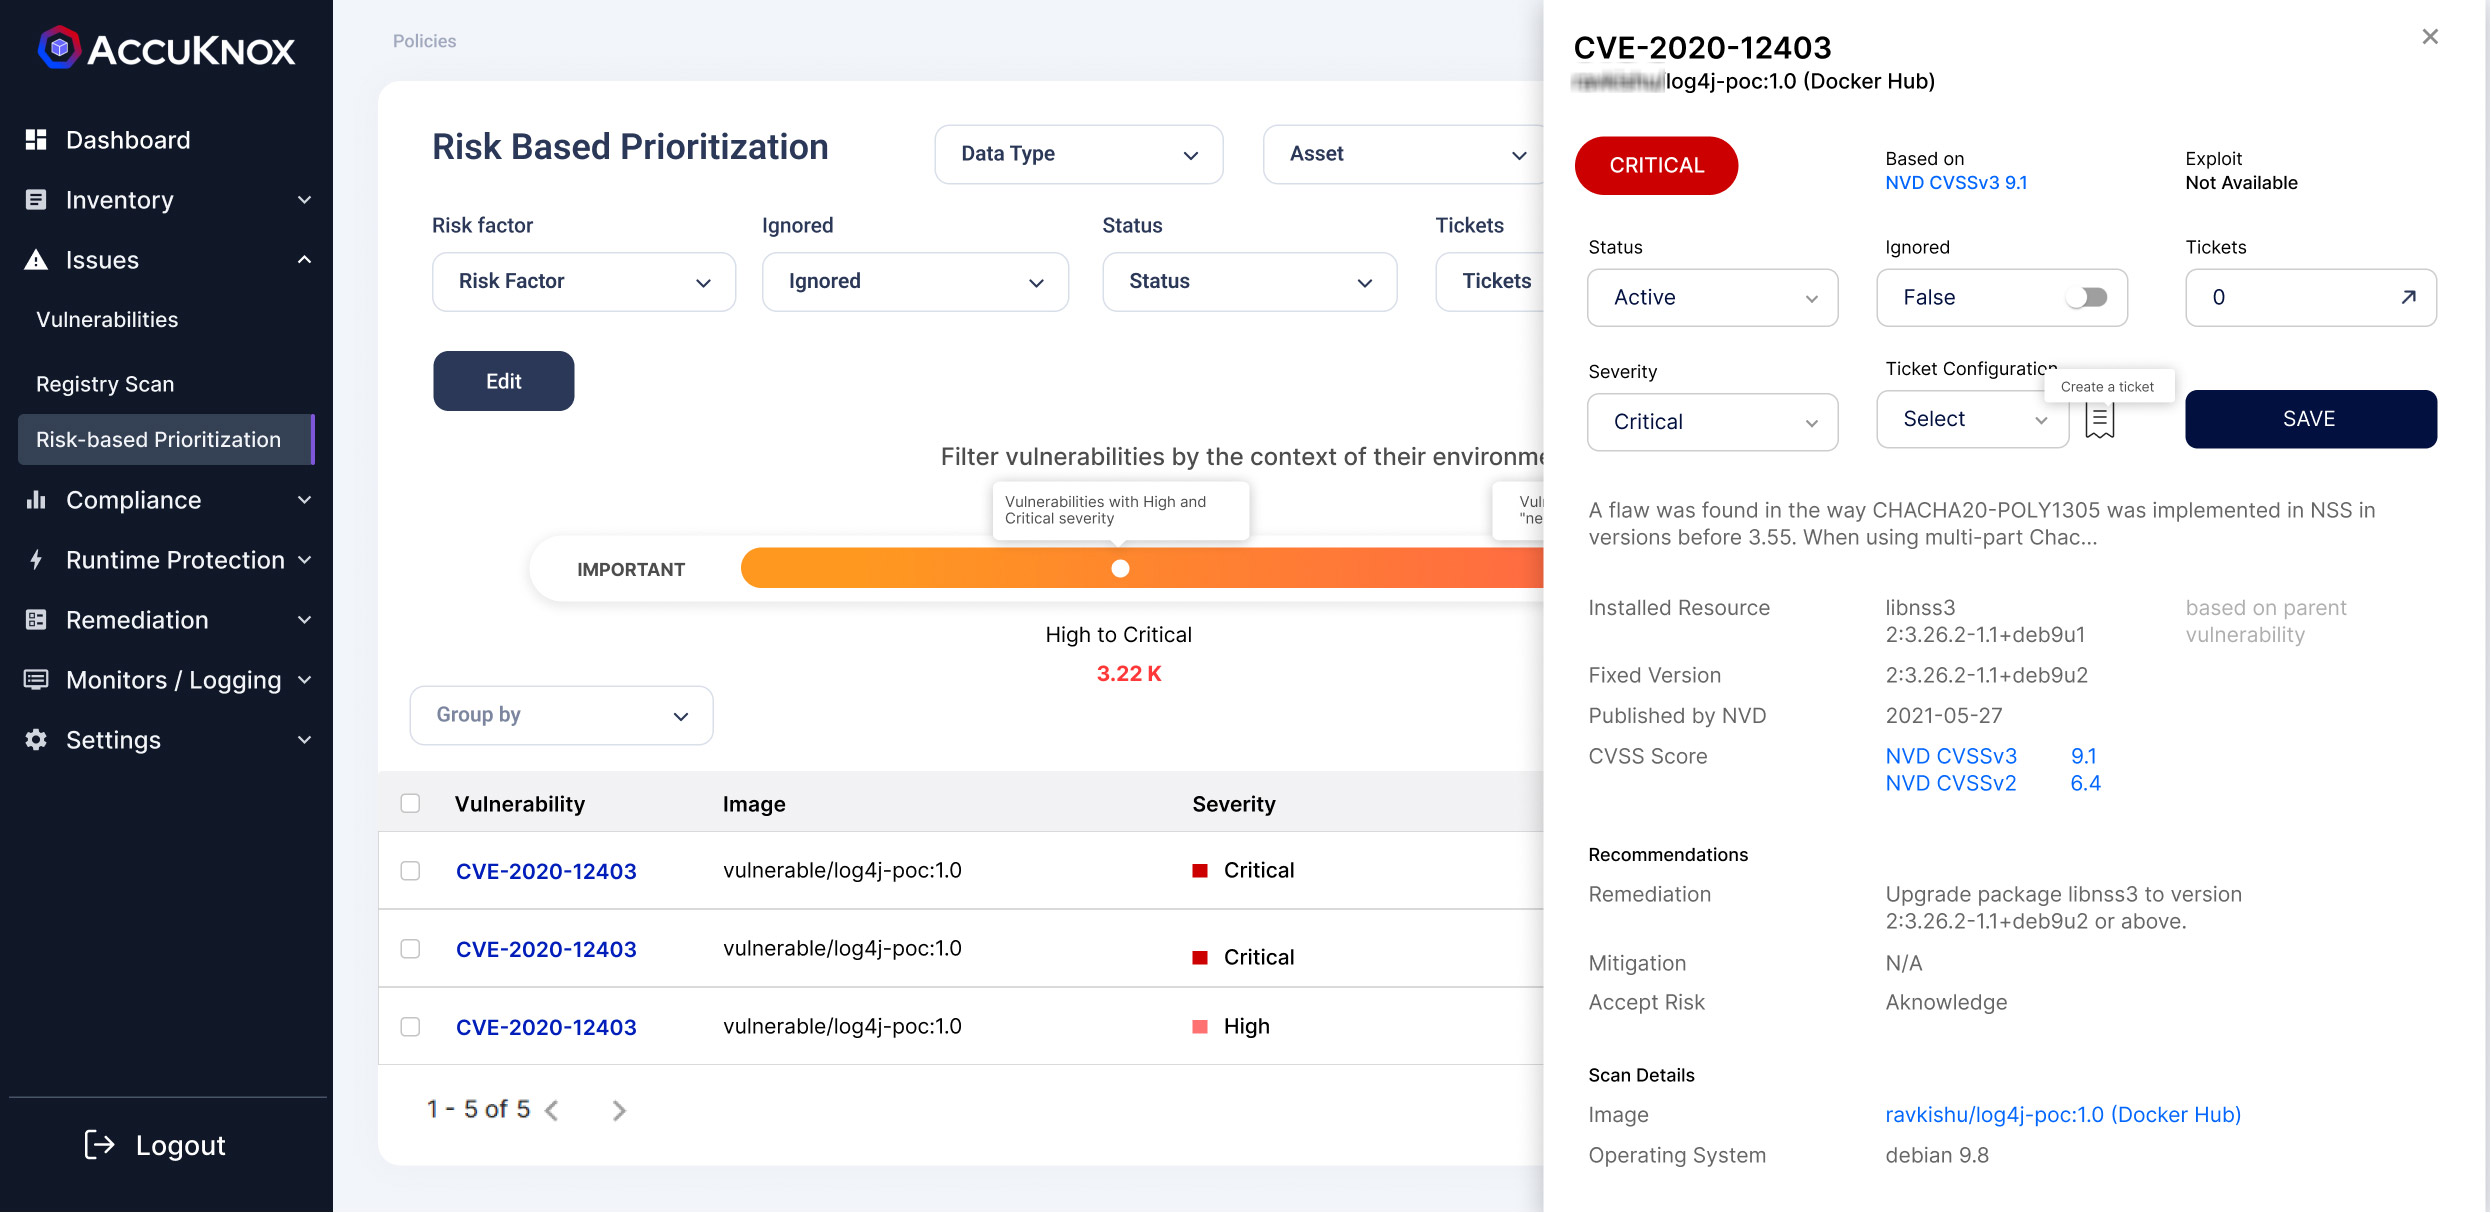 ACCUKNOX
Dashboard
Inventory
Issues
Vulnerabilities
Registry Scan
Risk-based Prioritization
Compliance
Runtime Protection
Remediation
Monitors / Logging
Settings
Logout
Policies
Risk Based Prioritization
Data Type
Asset
Risk factor
Ignored
Status
Tickets
Risk Factor
Ignored
Status
Tickets
Edit
Filter vulnerabilities by the context of their environme
Vulnerabilities with High and
Critical severity
Vul
"ne
IMPORTANT
High to Critical
3.22 K
Group by
Vulnerability Image Severity
CVE-2020-12403 vulnerable/log4j-poc:1.0 Critical
CVE-2020-12403 vulnerable/log4j-poc:1.0 Critical
CVE-2020-12403 vulnerable/log4j-poc:1.0 High
1 - 5 of 5
CVE-2020-12403
log4j-poc:1.0 (Docker Hub)
CRITICAL
Based on
NVD CVSSv3 9.1
Exploit
Not Available
Status
Active
Ignored
False
Tickets
0
Severity
Critical
Ticket Configuration
Select
Create a ticket
SAVE
A flaw was found in the way CHACHA20-POLY1305 was implemented in NSS in
versions before 3.55. When using multi-part Chac...
Installed Resource
libnss3
2:3.26.2-1.1+deb9u1
based on parent
vulnerability
Fixed Version 2:3.26.2-1.1+deb9u2
Published by NVD 2021-05-27
CVSS Score NVD CVSSv3 9.1
NVD CVSSv2 6.4
Recommendations
Remediation Upgrade package libnss3 to version
2:3.26.2-1.1+deb9u2 or above.
Mitigation N/A
Accept Risk Aknowledge
Scan Details
Image ravkishu/log4j-poc:1.0 (Docker Hub)
Operating System debian 9.8